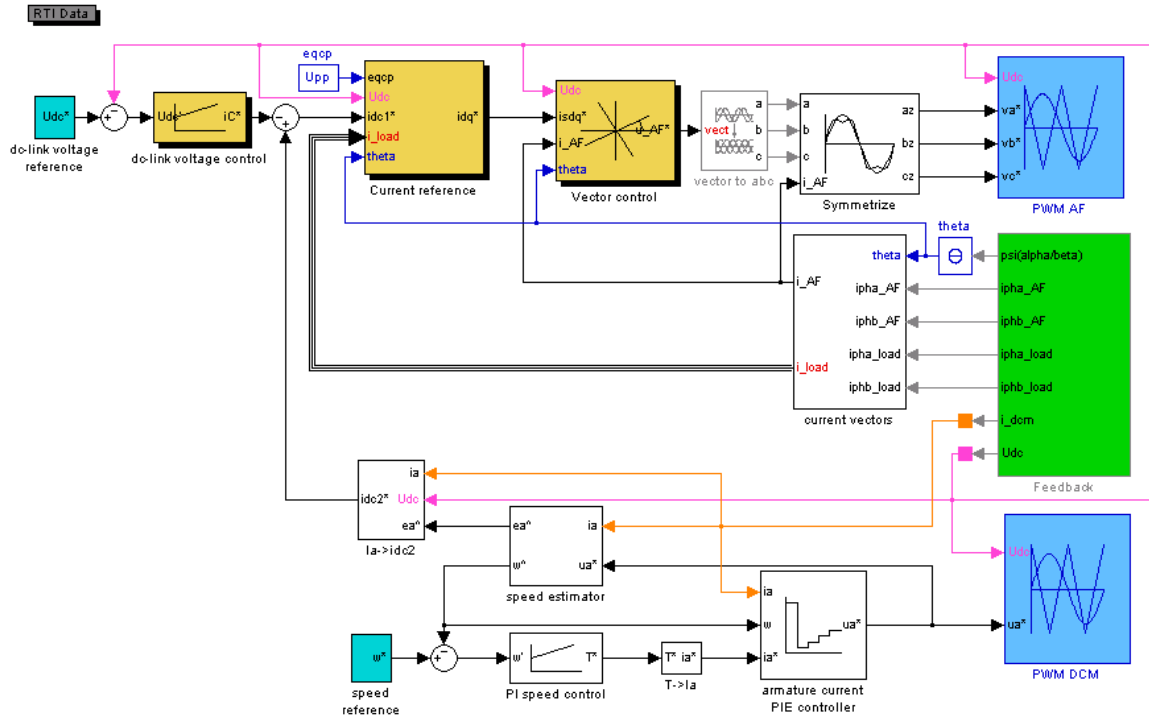 RTI Data
eqcp
Upp
eqcp
Udc
idc1*
i_load
theta
idq*
Current reference
Udc*
dc-link voltage
reference
Udc'
iC*
dc-link voltage control
Udc
isdq*
i_AF
theta
u_AF*
Vector control
vect
a
b
c
vector to abc
a
b
c
i_AF
az
bz
cz
Symmetrize
Udc
va*
vb*
vc*
PWM AF
theta
Θ
theta
i_AF
ipha_AF
iphb_AF
ipha_load
i_load
iphb_load
current vectors
psi(alpha/beta)
ipha_AF
iphb_AF
ipha_load
iphb_load
i_dcm
Udc
Feedback
ia
idc2*
Udc
ea^
Ia->idc2
ea^
ia
w^
ua*
speed estimator
ia
w
ia*
ua*
armature current
PIE controller
Udc
ua*
PWM DCM
w*
speed
reference
w'
T*
PI speed control
T* ia*
T->Ia